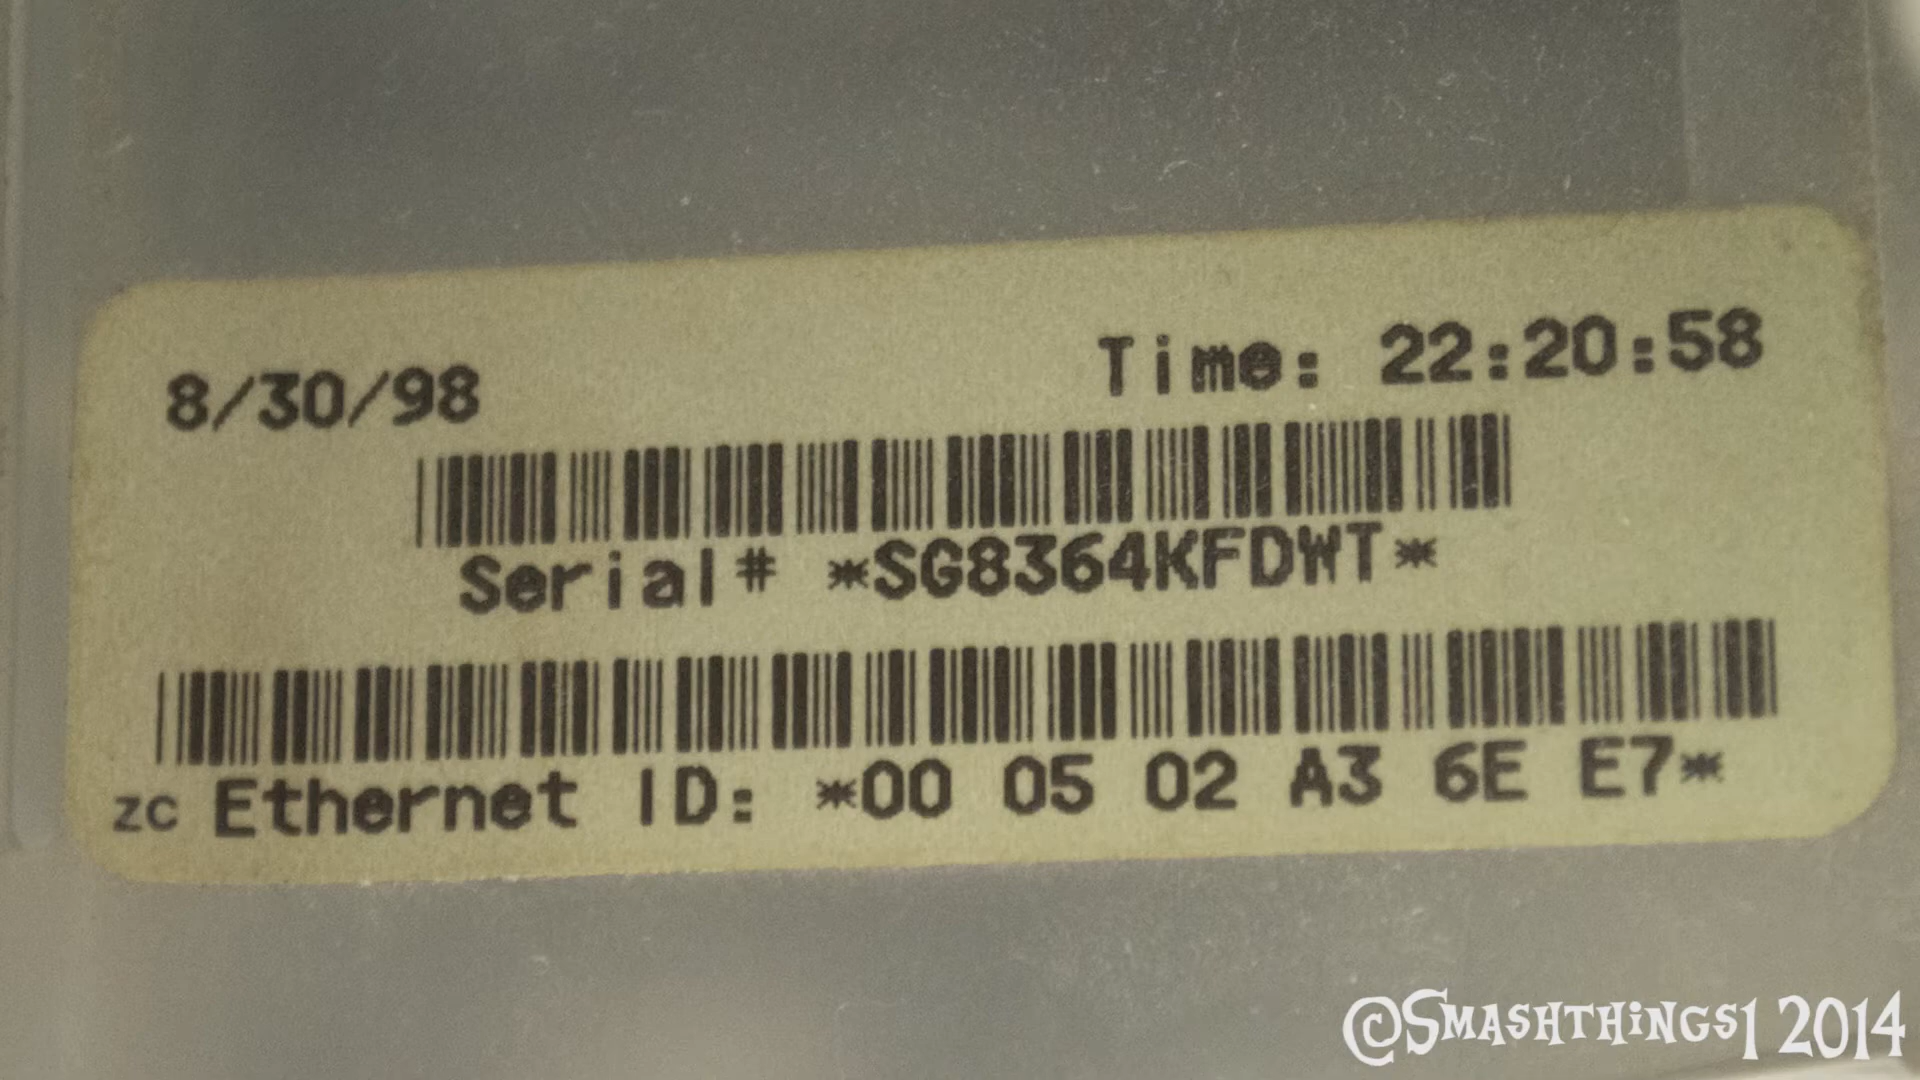 8/30/98 Time: 22:20:58
Serial# *SG8364KFDWT*
zc Ethernet ID: *00 05 02 A3 6E E7*
©Smashthings1 2014